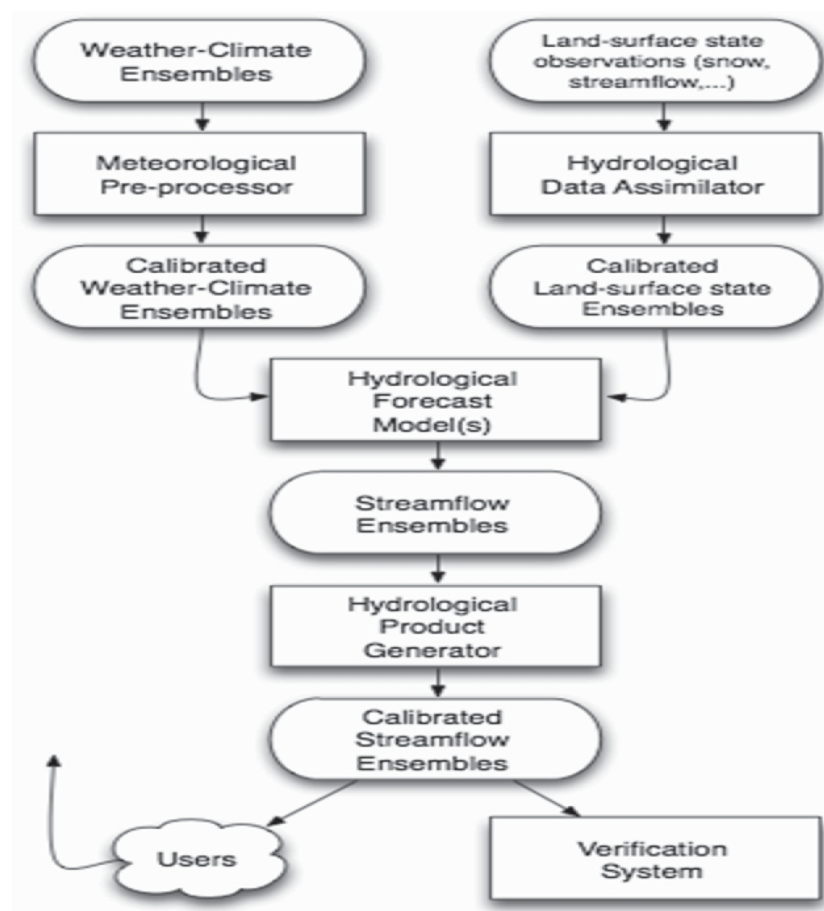 Weather-Climate
Ensembles
Land-surface state
observations (snow,
streamflow,...)
Meteorological
Pre-processor
Hydrological
Data Assimilator
Calibrated
Weather-Climate
Ensembles
Calibrated
Land-surface state
Ensembles
Hydrological
Forecast
Model(s)
Streamflow
Ensembles
Hydrological
Product
Generator
Calibrated
Streamflow
Ensembles
Users
Verification
System